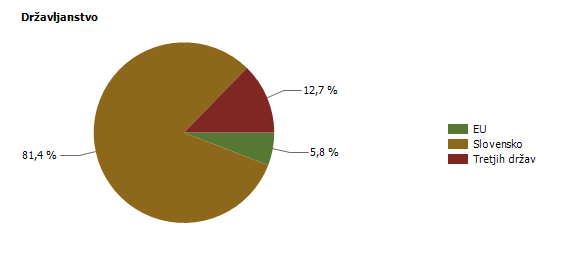 Državljanstvo
12,7 %
5,8 %
81,4 %
EU
Slovensko
Tretjih držav